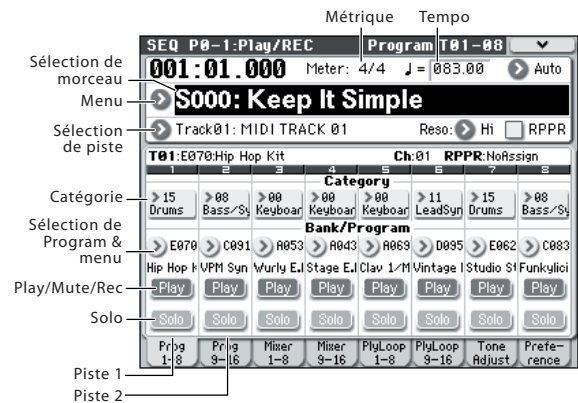 Métrique Tempo
SEQ P0-1:Play/REC Program T01-08
001:01.000 Meter: 4/4 ♩= 083.00 Auto
Sélection de morceau
Menu
S000: Keep It Simple
Sélection de piste
Track01: MIDI TRACK 01 Reso: Hi RPPR
T01:E070:Hip Hop Kit Ch:01 RPPR:NoAssign
1 2 3 4 5 6 7 8
Category
Catégorie
15 08 00 00 00 11 15 08
Drums Bass/Sy Keyboar Keyboar Keyboar LeadSyn Drums Bass/Sy
Bank/Program
Sélection de Program & menu
E070 C091 A053 A043 A069 D095 E062 C083
Hip Hop K VPM Syn Wurly E. Stage E. Clav 1/M Vintage Studio St Funkylici
Play/Mute/Rec
Play Play Play Play Play Play Play Play
Solo
Solo Solo Solo Solo Solo Solo Solo Solo
Prog 1-8 Prog 9-16 Mixer 1-8 Mixer 9-16 PlyLoop 1-8 PlyLoop 9-16 Tone Adjust Prefe-rence
Piste 1
Piste 2